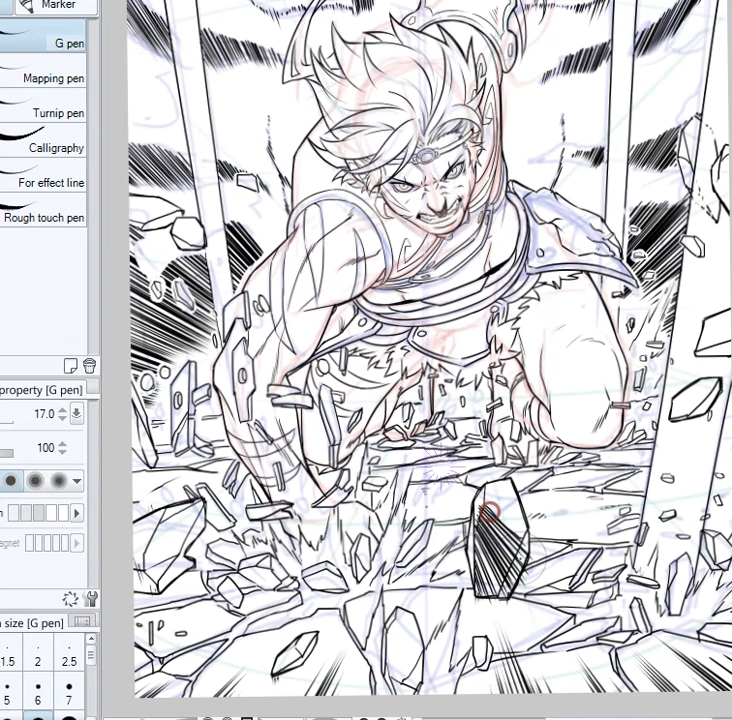 Marker
G pen
Mapping pen
Turnip pen
Calligraphy
For effect line
Rough touch pen
property [G pen]
17.0
100
size [G pen]
1.5 2 2.5
5 6 7